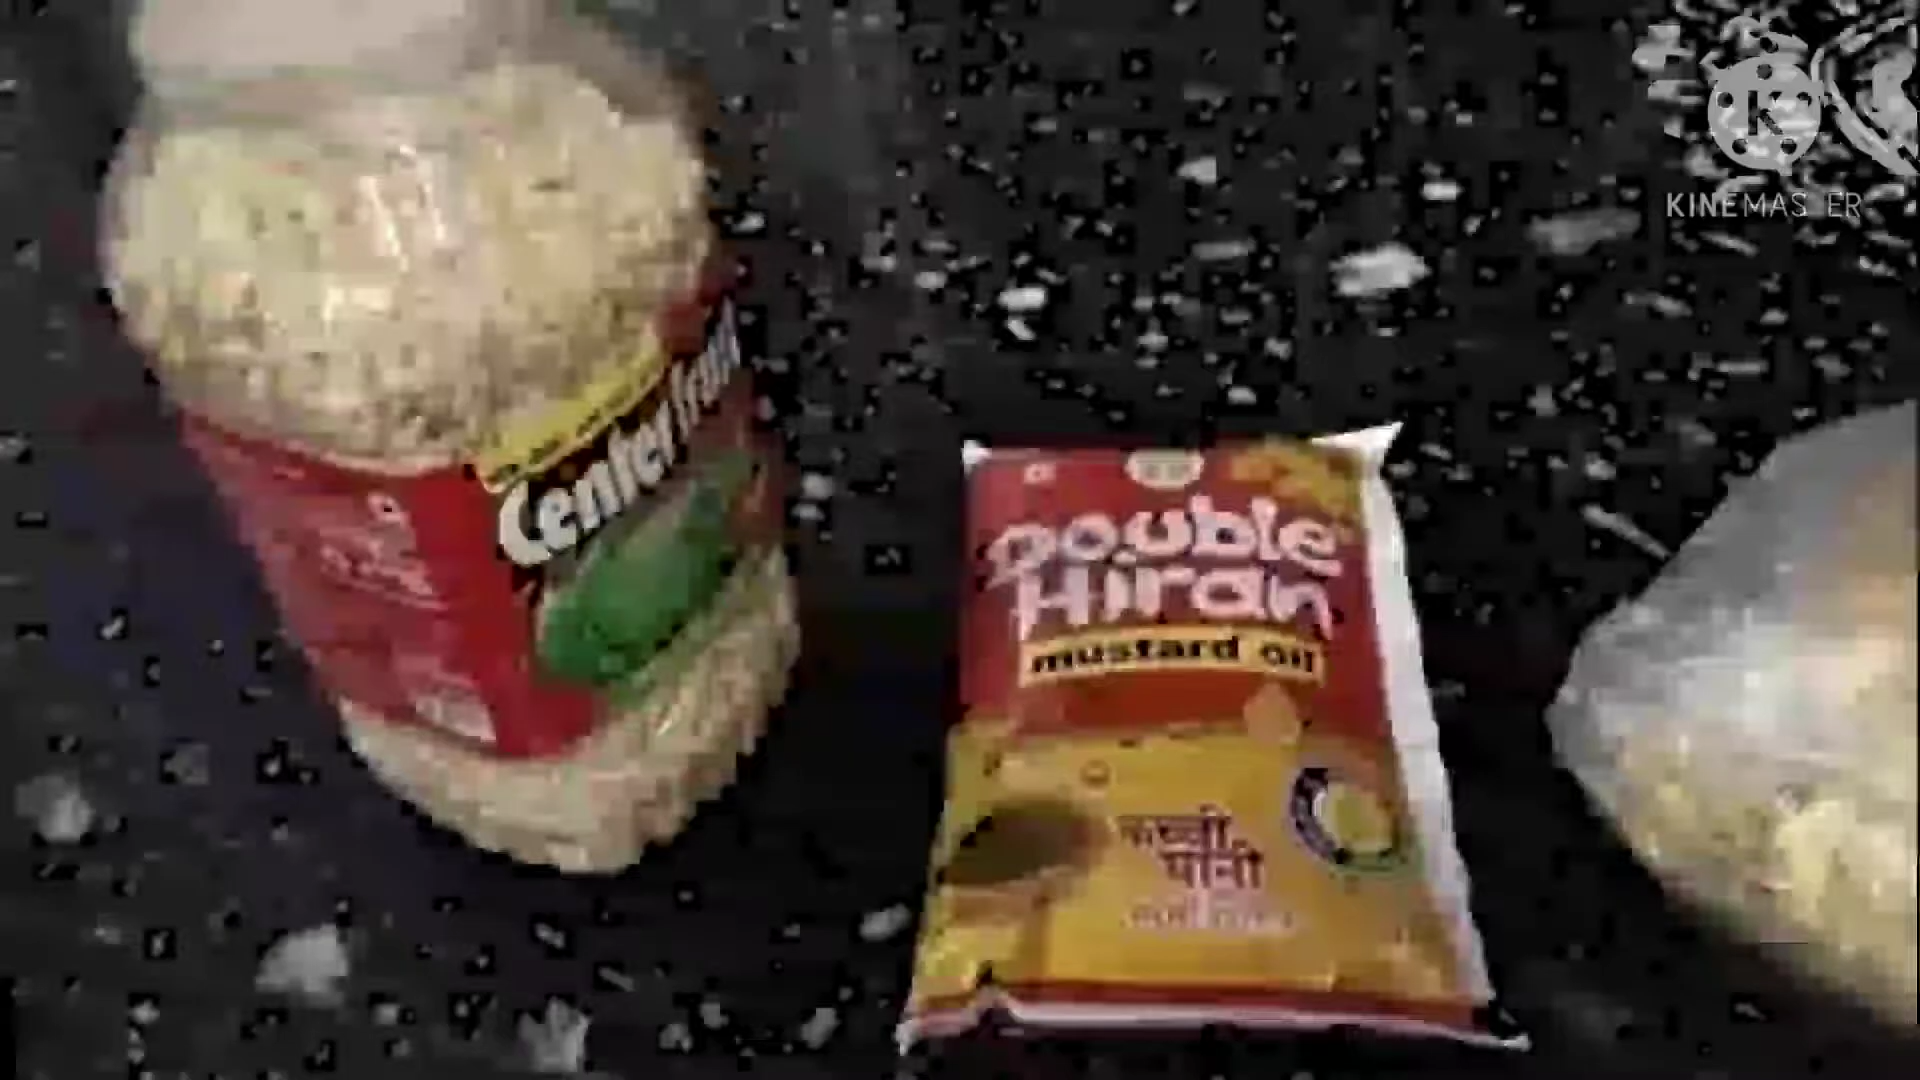 KINEMASTER
Center fruit
Double
Hiran
mustard oil
कच्ची
घानी